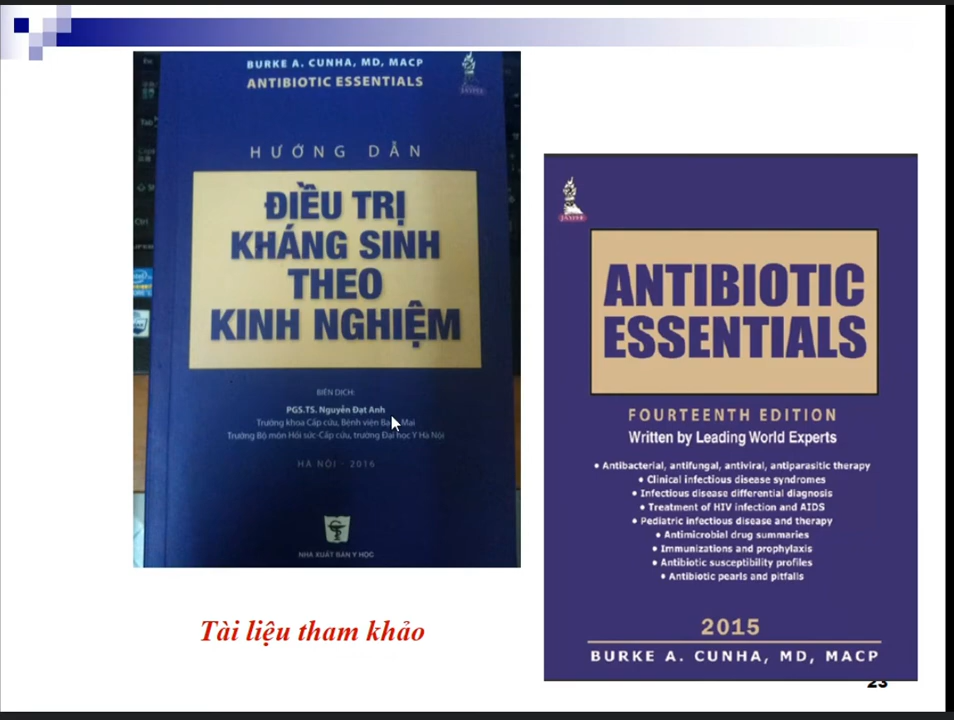 BURKE A. CUNHA, MD, MACP
ANTIBIOTIC ESSENTIALS
JAYPEE
HƯỚNG DẪN
ĐIỀU TRỊ
KHÁNG SINH
THEO
KINH NGHIỆM
BIÊN DỊCH:
PGS.TS. Nguyễn Đạt Anh
Trưởng khoa Cấp cứu, Bệnh viện Bạch Mai
Trưởng Bộ môn Hồi sức-Cấp cứu, trường Đại học Y Hà Nội
HÀ NỘI - 2016
NHÀ XUẤT BẢN Y HỌC
Tài liệu tham khảo
JAYPEE
ANTIBIOTIC
ESSENTIALS
FOURTEENTH EDITION
Written by Leading World Experts
• Antibacterial, antifungal, antiviral, antiparasitic therapy
• Clinical infectious disease syndromes
• Infectious disease differential diagnosis
• Treatment of HIV infection and AIDS
• Pediatric infectious disease and therapy
• Antimicrobial drug summaries
• Immunizations and prophylaxis
• Antibiotic susceptibility profiles
• Antibiotic pearls and pitfalls
2015
BURKE A. CUNHA, MD, MACP
23